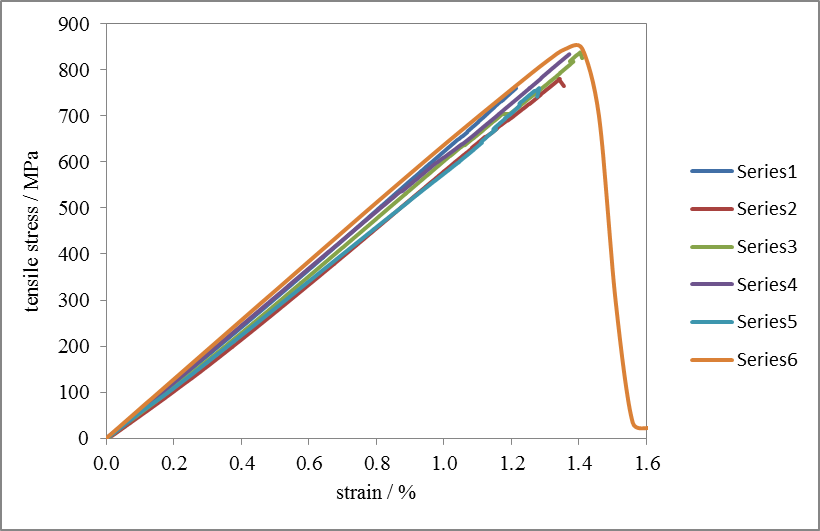 900
800
700
600
500
400
300
200
100
0
tensile stress / MPa
0.0 0.2 0.4 0.6 0.8 1.0 1.2 1.4 1.6
strain / %
Series1
Series2
Series3
Series4
Series5
Series6